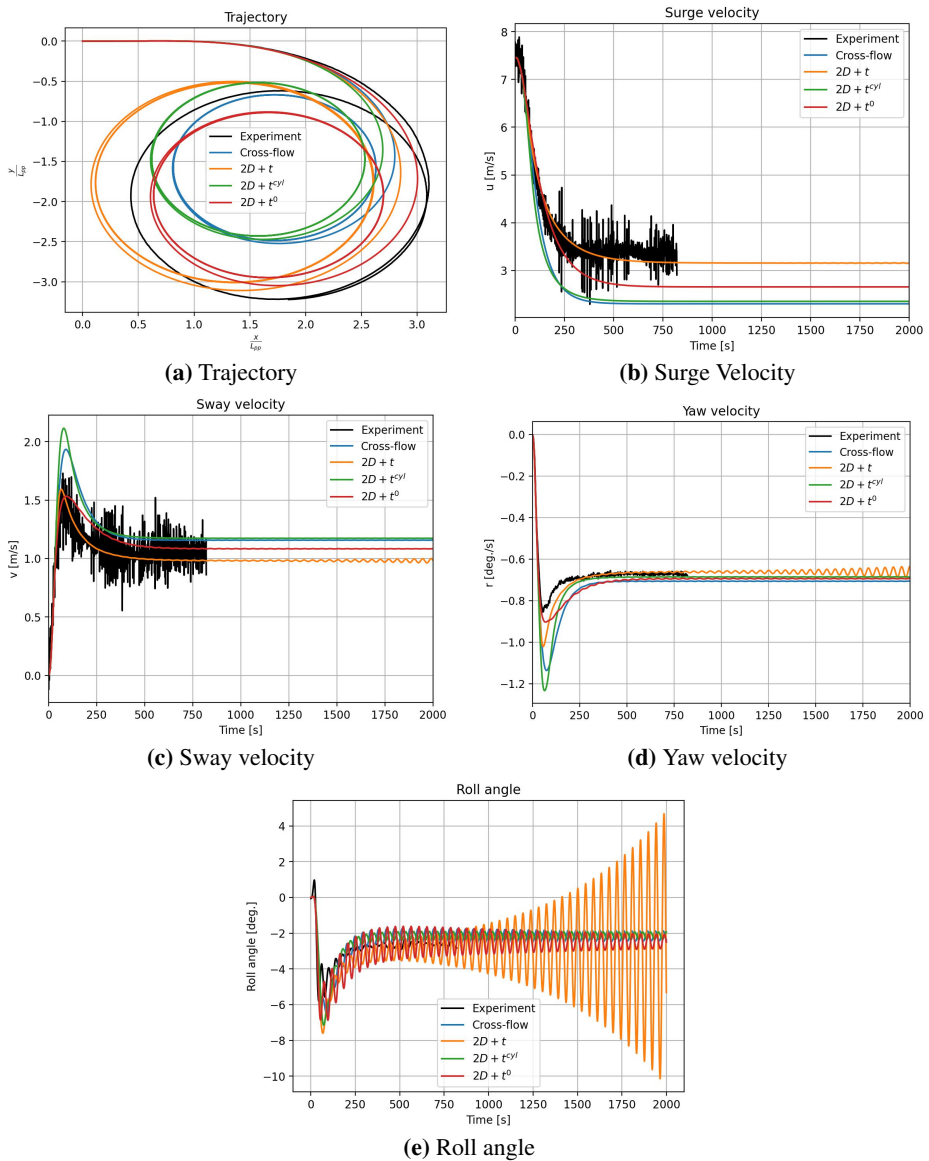 Trajectory
0.0
−0.5
−1.0
−1.5
−2.0
−2.5
−3.0
y/L_pp
Experiment
Cross-flow
2D + t
2D + t^cyl
2D + t^0
0.0 0.5 1.0 1.5 2.0 2.5 3.0
x/L_pp
(a) Trajectory
Surge velocity
8
7
6
5
4
3
u [m/s]
Experiment
Cross-flow
2D + t
2D + t^cyl
2D + t^0
0 250 500 750 1000 1250 1500 1750 2000
Time [s]
(b) Surge Velocity
Sway velocity
2.0
1.5
1.0
0.5
0.0
v [m/s]
Experiment
Cross-flow
2D + t
2D + t^cyl
2D + t^0
0 250 500 750 1000 1250 1500 1750 2000
Time [s]
(c) Sway velocity
Yaw velocity
0.0
−0.2
−0.4
−0.6
−0.8
−1.0
−1.2
r [deg./s]
Experiment
Cross-flow
2D + t
2D + t^cyl
2D + t^0
0 250 500 750 1000 1250 1500 1750 2000
Time [s]
(d) Yaw velocity
Roll angle
4
2
0
−2
−4
−6
−8
−10
Roll angle [deg.]
Experiment
Cross-flow
2D + t
2D + t^cyl
2D + t^0
0 250 500 750 1000 1250 1500 1750 2000
Time [s]
(e) Roll angle